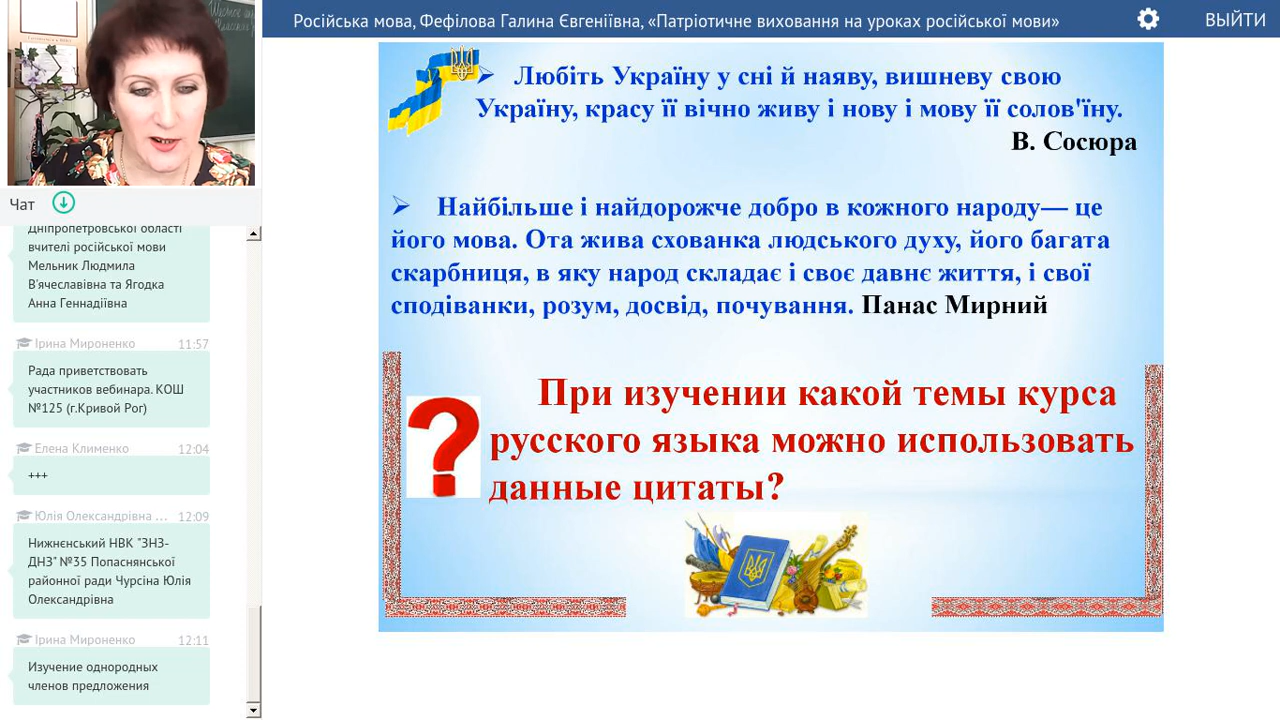 Російська мова, Фефілова Галина Євгеніївна, «Патріотичне виховання на уроках російської мови»
ВЫЙТИ
Чат
Дніпропетровської області
вчителі російської мови
Мельник Людмила
В'ячеславівна та Ягодка
Анна Геннадіївна
Ірина Мироненко 11:57
Рада приветствовать
участников вебинара. КОШ
№125 (г.Кривой Рог)
Елена Клименко 12:04
+++
Юлія Олександрівна ... 12:09
Нижнєнський НВК "ЗНЗ-
ДНЗ" №35 Попаснянської
районної ради Чурсіна Юлія
Олександрівна
Ірина Мироненко 12:11
Изучение однородных
членов предложения
Любіть Україну у сні й наяву, вишневу свою
Україну, красу її вічно живу і нову і мову її солов'їну.
В. Сосюра
Найбільше і найдорожче добро в кожного народу— це
його мова. Ота жива схованка людського духу, його багата
скарбниця, в яку народ складає і своє давнє життя, і свої
сподіванки, розум, досвід, почування. Панас Мирний
При изучении какой темы курса
русского языка можно использовать
данные цитаты?